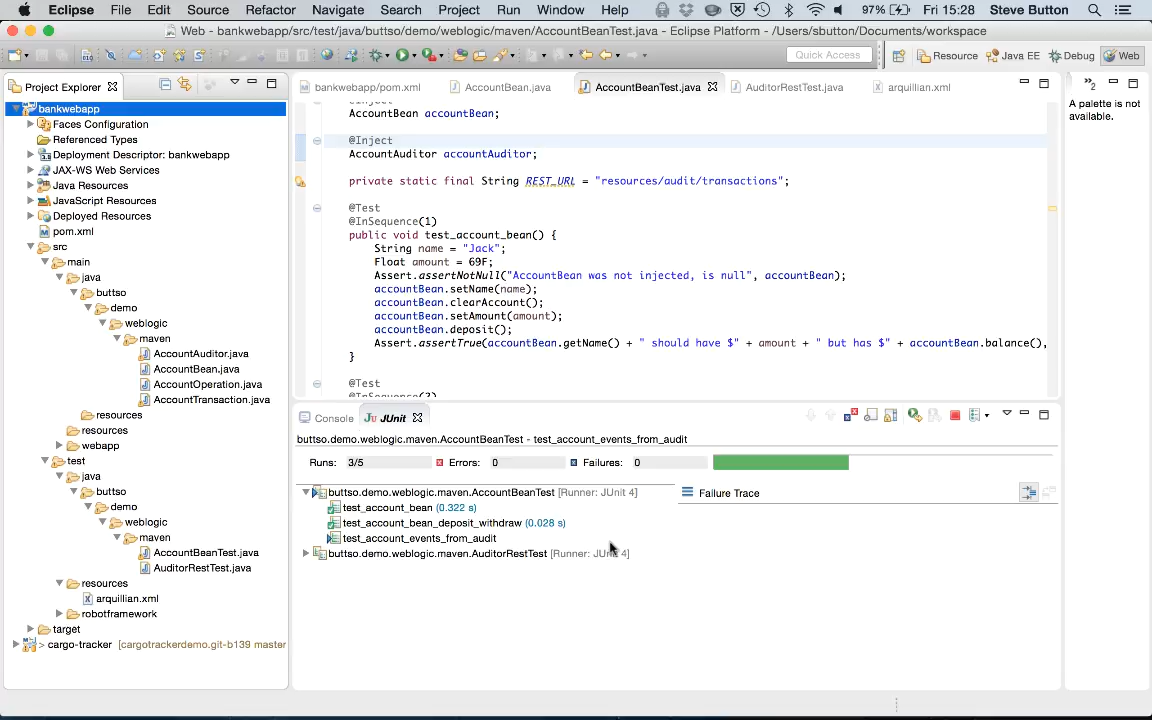 Eclipse File Edit Source Refactor Navigate Search Project Run Window Help 97% Fri 15:28 Steve Button
Web - bankwebapp/src/test/java/buttso/demo/weblogic/maven/AccountBeanTest.java - Eclipse Platform - /Users/sbutton/Documents/workspace
Quick Access Resource Java EE Debug Web
Project Explorer
bankwebapp
Faces Configuration
Referenced Types
Deployment Descriptor: bankwebapp
JAX-WS Web Services
Java Resources
JavaScript Resources
Deployed Resources
pom.xml
src
main
java
buttso
demo
weblogic
maven
AccountAuditor.java
AccountBean.java
AccountOperation.java
AccountTransaction.java
resources
resources
webapp
test
java
buttso
demo
weblogic
maven
AccountBeanTest.java
AuditorRestTest.java
resources
arquillian.xml
robotframework
target
> cargo-tracker [cargotrackerdemo.git-b139 master
bankwebapp/pom.xml AccountBean.java AccountBeanTest.java AuditorRestTest.java arquillian.xml
@Inject
AccountBean accountBean;
@Inject
AccountAuditor accountAuditor;
private static final String REST_URL = "resources/audit/transactions";
@Test
@InSequence(1)
public void test_account_bean() {
String name = "Jack";
Float amount = 69F;
Assert.assertNotNull("AccountBean was not injected, is null", accountBean);
accountBean.setName(name);
accountBean.clearAccount();
accountBean.setAmount(amount);
accountBean.deposit();
Assert.assertTrue(accountBean.getName() + " should have $" + amount + " but has $" + accountBean.balance(),
}
@Test
@InSequence(2)
Console JUnit
buttso.demo.weblogic.maven.AccountBeanTest - test_account_events_from_audit
Runs: 3/5 Errors: 0 Failures: 0
buttso.demo.weblogic.maven.AccountBeanTest [Runner: JUnit 4]
test_account_bean (0.322 s)
test_account_bean_deposit_withdraw (0.028 s)
test_account_events_from_audit
buttso.demo.weblogic.maven.AuditorRestTest [Runner: JUnit 4]
Failure Trace
A palette is not
available.